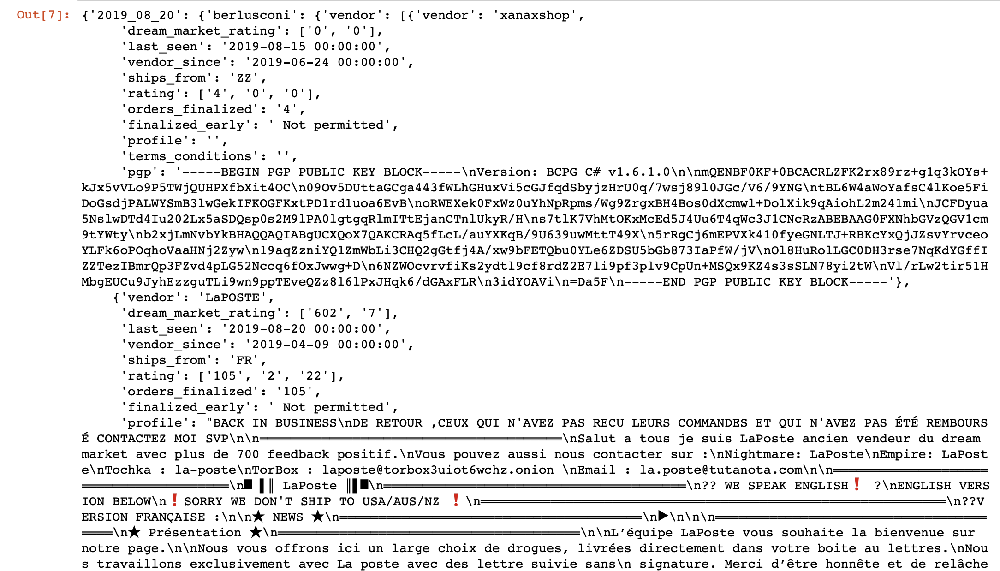 Out[7]: {'2019_08_20': {'berlusconi': {'vendor': [{'vendor': 'xanaxshop',
'dream_market_rating': ['0', '0'],
'last_seen': '2019-08-15 00:00:00',
'vendor_since': '2019-06-24 00:00:00',
'ships_from': 'ZZ',
'rating': ['4', '0', '0'],
'orders_finalized': '4',
'finalized_early': ' Not permitted',
'profile': '',
'terms_conditions': '',
'pgp': '-----BEGIN PGP PUBLIC KEY BLOCK-----\nVersion: BCPG C# v1.6.1.0\n\nmQENBF0KF+0BCACRLZFK2rx89rz+g1q3kOYs+
kJx5vVLo9P5TWjQUHPXfbXit4OC\n09Ov5DUttaGCga443fWLhGHuxVi5cGJfqdSbyjzHrU0q/7wsj89l0JGc/V6/9YNG\ntBL6W4aWoYafsC4lKoe5Fi
DoGsdjPALWYSmB3lwGekIFKOGFKxtPD1rd1uoa6EvB\noRWEXek0FxWz0uYhNpRpms/Wg9ZrgxBH4Bos0dXcmwl+DolXik9qAiohL2m241mi\nJCFDyua
5NslwDTd4Iu202Lx5aSDQsp0s2M9lPA0lgtgqRlmITtEjanCTnlUkyR/H\ns7tlK7VhMtOKxMcEd5J4Uu6T4qWc3J1CNcRzABEBAAG0FXNhbGVzQGV1cm
9tYWty\nb2xjLmNvbYkBHAQQAQIABgUCXQoX7QAKCRAq5fLcL/auYXKqB/9U639uwMttT49X\n5rRgCj6mEPVXk410fyeGNLTJ+RBKcYxQjJZsvYrvceo
YLFk6oPOqhoVaaHNj2Zyw\n19aqZzniYQ1ZmWbLi3CHQ2gGtfj4A/xw9bFETQbu0YLe6ZDSU5bGb873IaPfW/jV\nOl8HuRolLGC0DH3rse7NqKdYGffI
ZZTezIBmrQp3FZvd4pLG52Nccq6fOxJwwg+D\n6NZWOcvrvfiKs2ydtl9cf8rdZ2E7li9pf3plv9CpUn+MSQx9KZ4s3sSLN78yi2tW\nVl/rLw2tir51H
MbgEUCu9JyhEzzguTLi9wn9ppTEveQZz8l6lPxJHqk6/dGAxFLR\n3idYOAVi\n=Da5F\n-----END PGP PUBLIC KEY BLOCK-----'},
{'vendor': 'LaPOSTE',
'dream_market_rating': ['602', '7'],
'last_seen': '2019-08-20 00:00:00',
'vendor_since': '2019-04-09 00:00:00',
'ships_from': 'FR',
'rating': ['105', '2', '22'],
'orders_finalized': '105',
'finalized_early': ' Not permitted',
'profile': "BACK IN BUSINESS\nDE RETOUR ,CEUX QUI N'AVEZ PAS RECU LEURS COMMANDES ET QUI N'AVEZ PAS ÉTÉ REMBOURS
É CONTACTEZ MOI SVP\n\n═══════════════════════════════════════\nSalut a tous je suis LaPoste ancien vendeur du dream
market avec plus de 700 feedback positif.\nVous pouvez aussi nous contacter sur :\nNightmare: LaPoste\nEmpire: LaPost
e\nTochka : la-poste\nTorBox : laposte@torbox3uiot6wchz.onion \nEmail : la.poste@tutanota.com\n\n════════════════════
═══════════════════\n█ ▌║ LaPoste ║▌█\n═══════════════════════════════════════\n?? WE SPEAK ENGLISH❗ ?\nENGLISH VERS
ION BELOW\n❗SORRY WE DON'T SHIP TO USA/AUS/NZ ❗\n════════════════════════════════════════════════════════════\n??V
ERSION FRANÇAISE :\n\n★ NEWS ★\n═══════════════════════════════════════\n▶\n\n\n═══════════════════════════════════
════\n★ Présentation ★\n═══════════════════════════════════════\n\nL’équipe LaPoste vous souhaite la bienvenue sur
notre page.\n\nNous vous offrons ici un large choix de drogues, livrées directement dans votre boite au lettres.\nNou
s travaillons exclusivement avec La poste avec des lettre suivie sans\n signature. Merci d’être honnête et de relâche